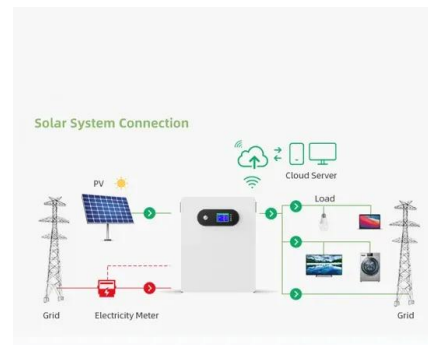 Solar System Connection
Cloud Server
PV
Load
Grid
Electricity Meter
Grid